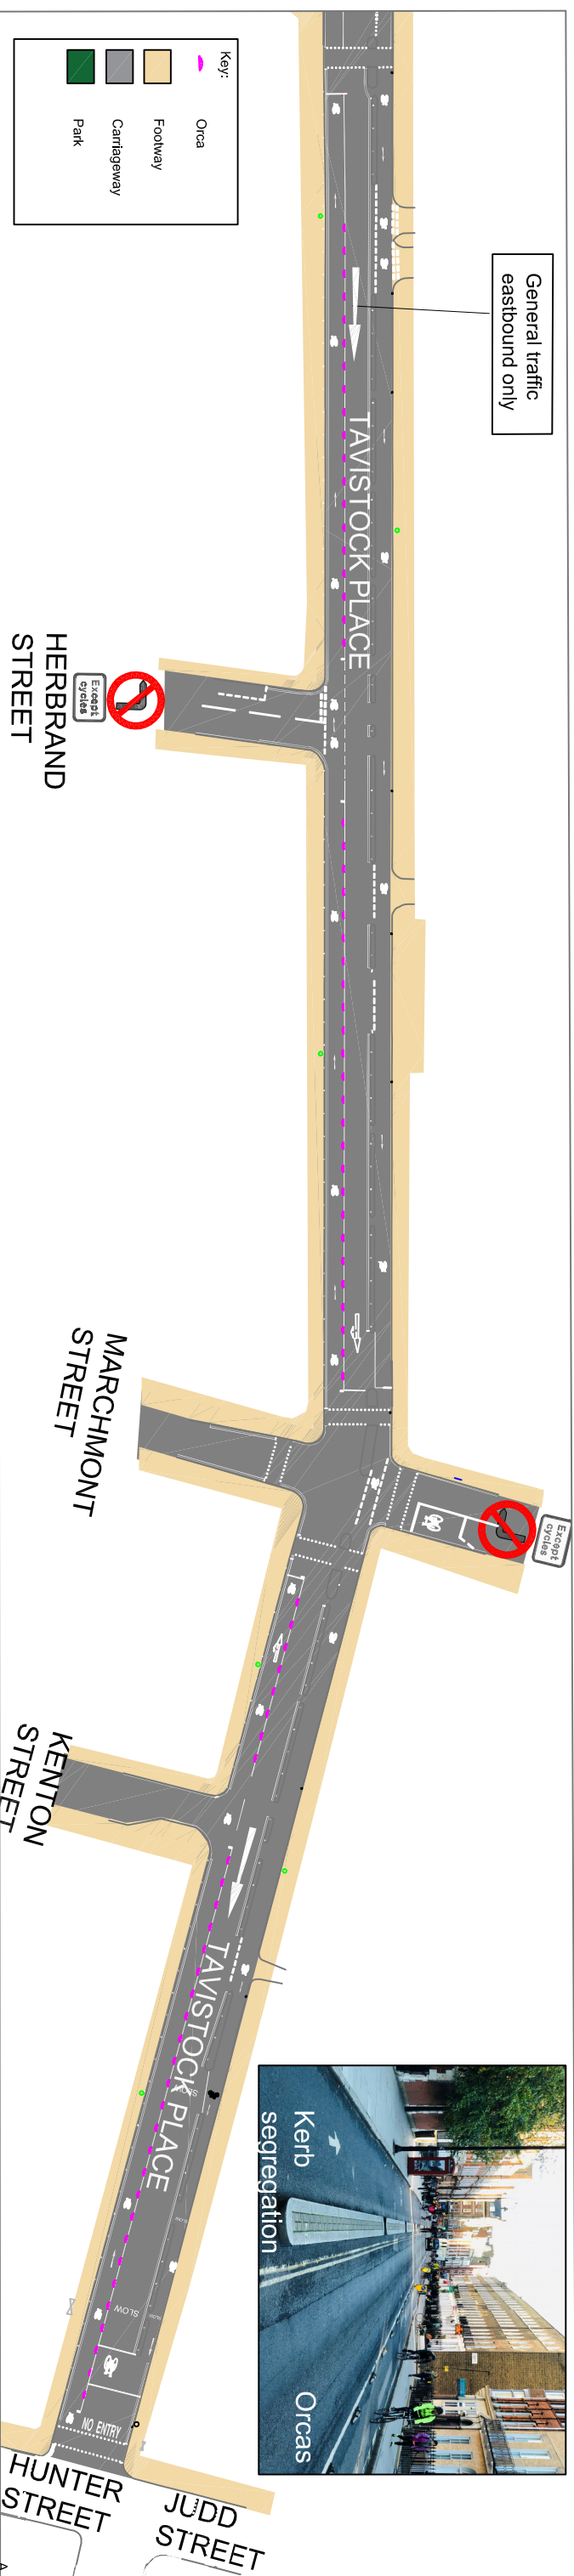 Key:
Orca
Footway
Carriageway
Park
General traffic
eastbound only
TAVISTOCK PLACE
HERBRAND
STREET
Except
cycles
MARCHMONT
STREET
Except
cycles
KENTON
STREET
TAVISTOCK PLACE
SLOW
SLOW
NO ENTRY
HUNTER
STREET
JUDD
STREET
Kerb
segregation
Orcas